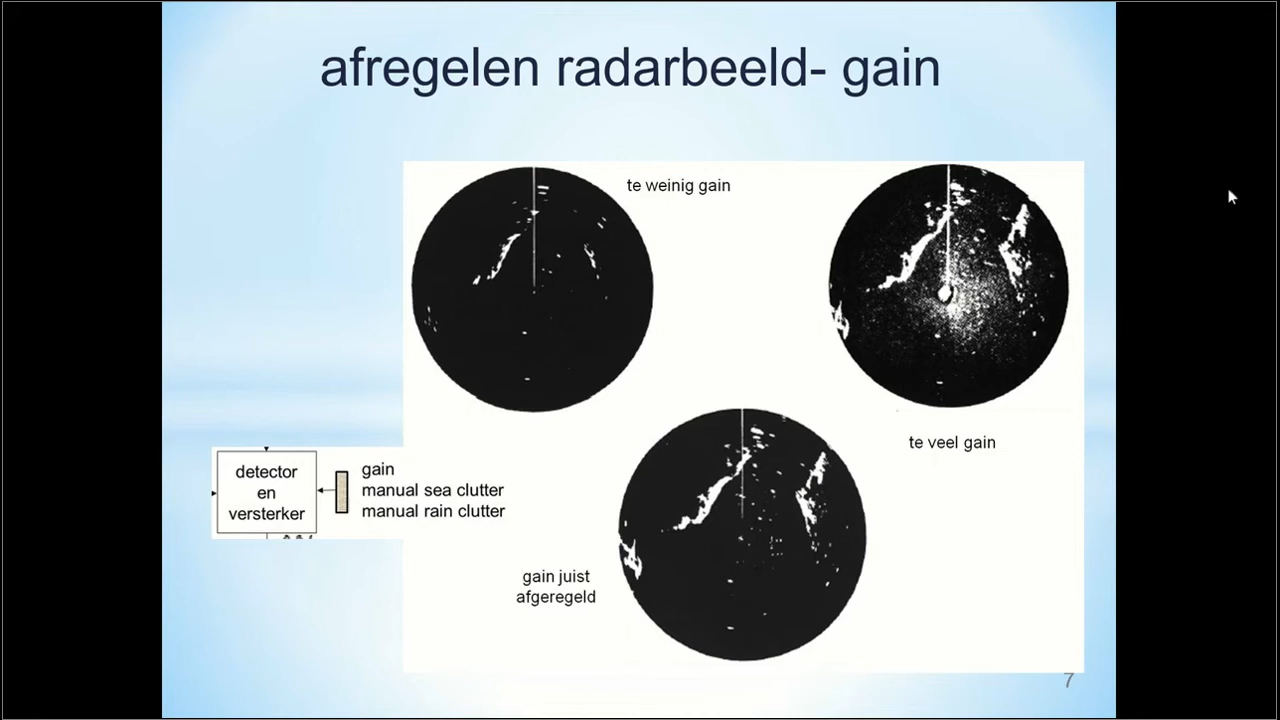 afregelen radarbeeld- gain
te weinig gain
te veel gain
detector
en
versterker
gain
manual sea clutter
manual rain clutter
gain juist
afgeregeld
7